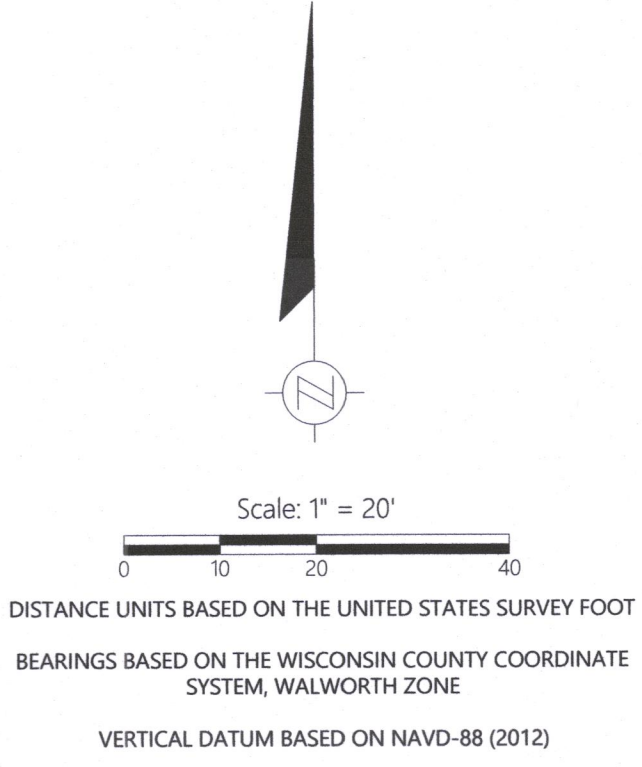 N
Scale: 1" = 20'
0 10 20 40
DISTANCE UNITS BASED ON THE UNITED STATES SURVEY FOOT
BEARINGS BASED ON THE WISCONSIN COUNTY COORDINATE
SYSTEM, WALWORTH ZONE
VERTICAL DATUM BASED ON NAVD-88 (2012)